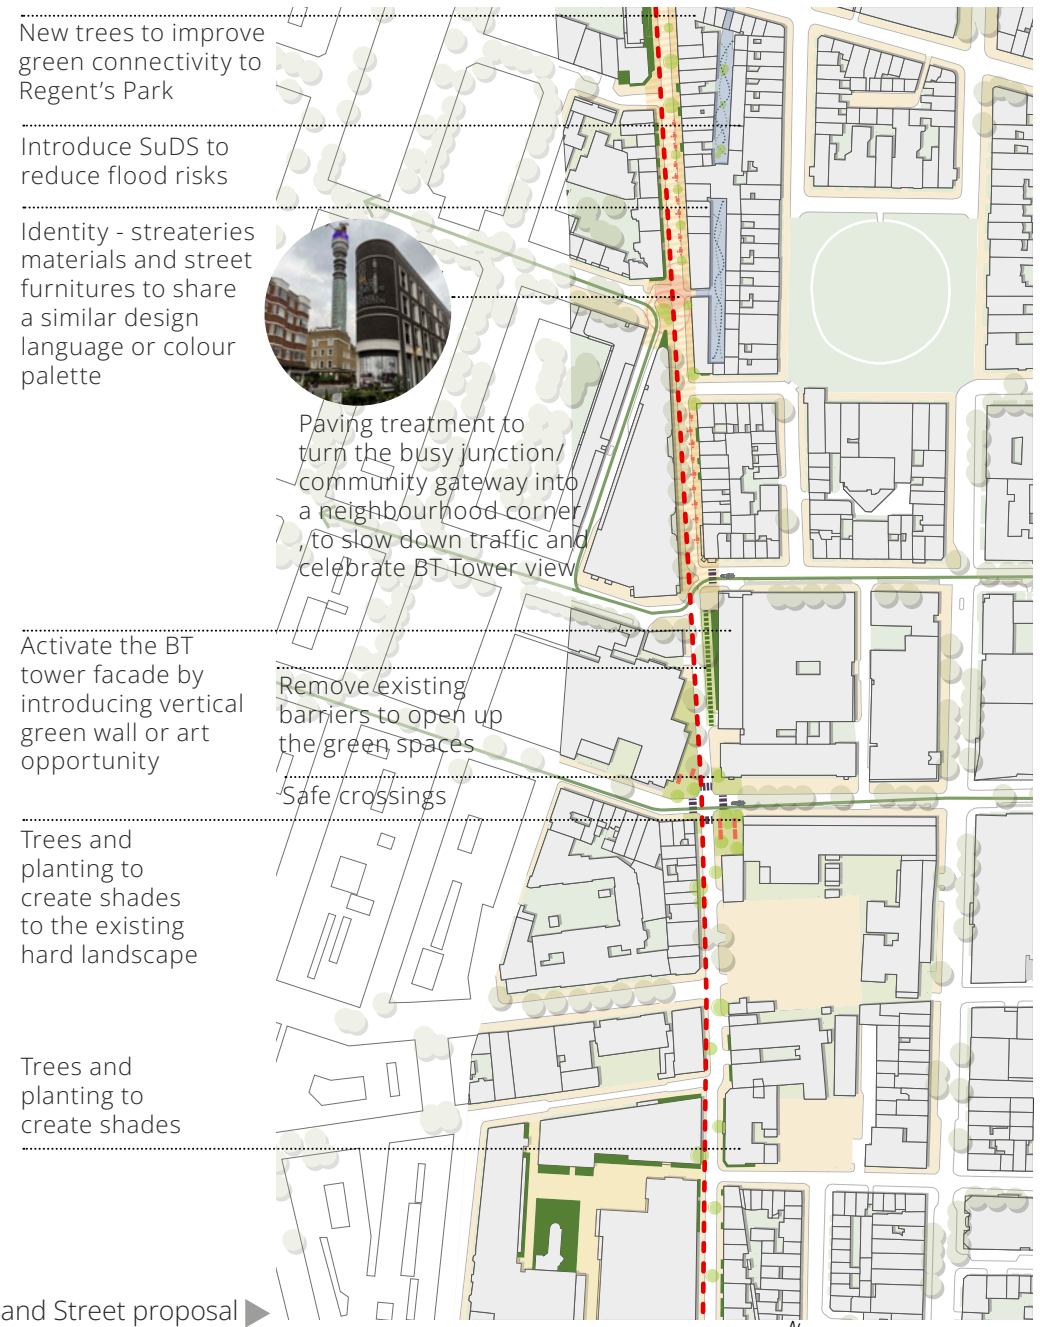 New trees to improve
green connectivity to
Regent's Park
Introduce SuDS to
reduce flood risks
Identity - streateries
materials and street
furnitures to share
a similar design
language or colour
palette
Paving treatment to
turn the busy junction/
community gateway into
a neighbourhood corner
, to slow down traffic and
celebrate BT Tower view
Activate the BT
tower facade by
introducing vertical
green wall or art
opportunity
Remove existing
barriers to open up
the green spaces
Safe crossings
Trees and
planting to
create shades
to the existing
hard landscape
Trees and
planting to
create shades
and Street proposal